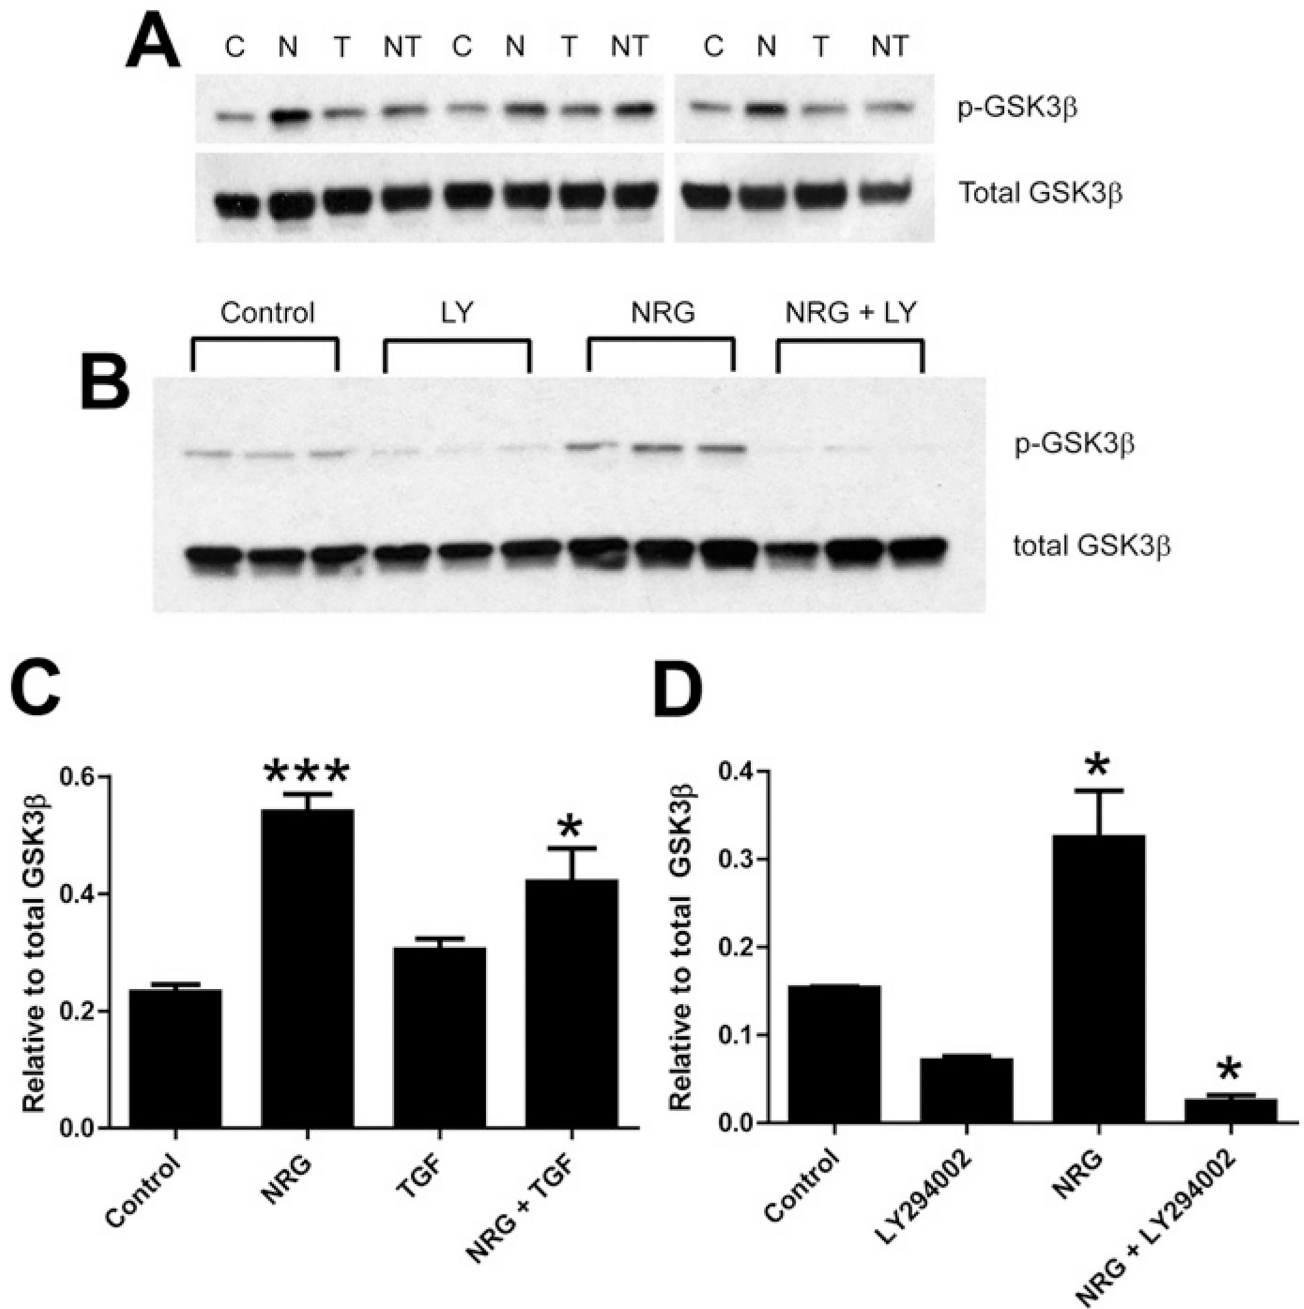 A
C N T NT C N T NT C N T NT
p-GSK3β
Total GSK3β
Control LY NRG NRG + LY
B
p-GSK3β
total GSK3β
C
Relative to total GSK3β
0.6
0.4
0.2
0.0
***
*
Control
NRG
TGF
NRG + TGF
D
Relative to total GSK3β
0.4
0.3
0.2
0.1
0.0
*
*
Control
LY294002
NRG
NRG + LY294002